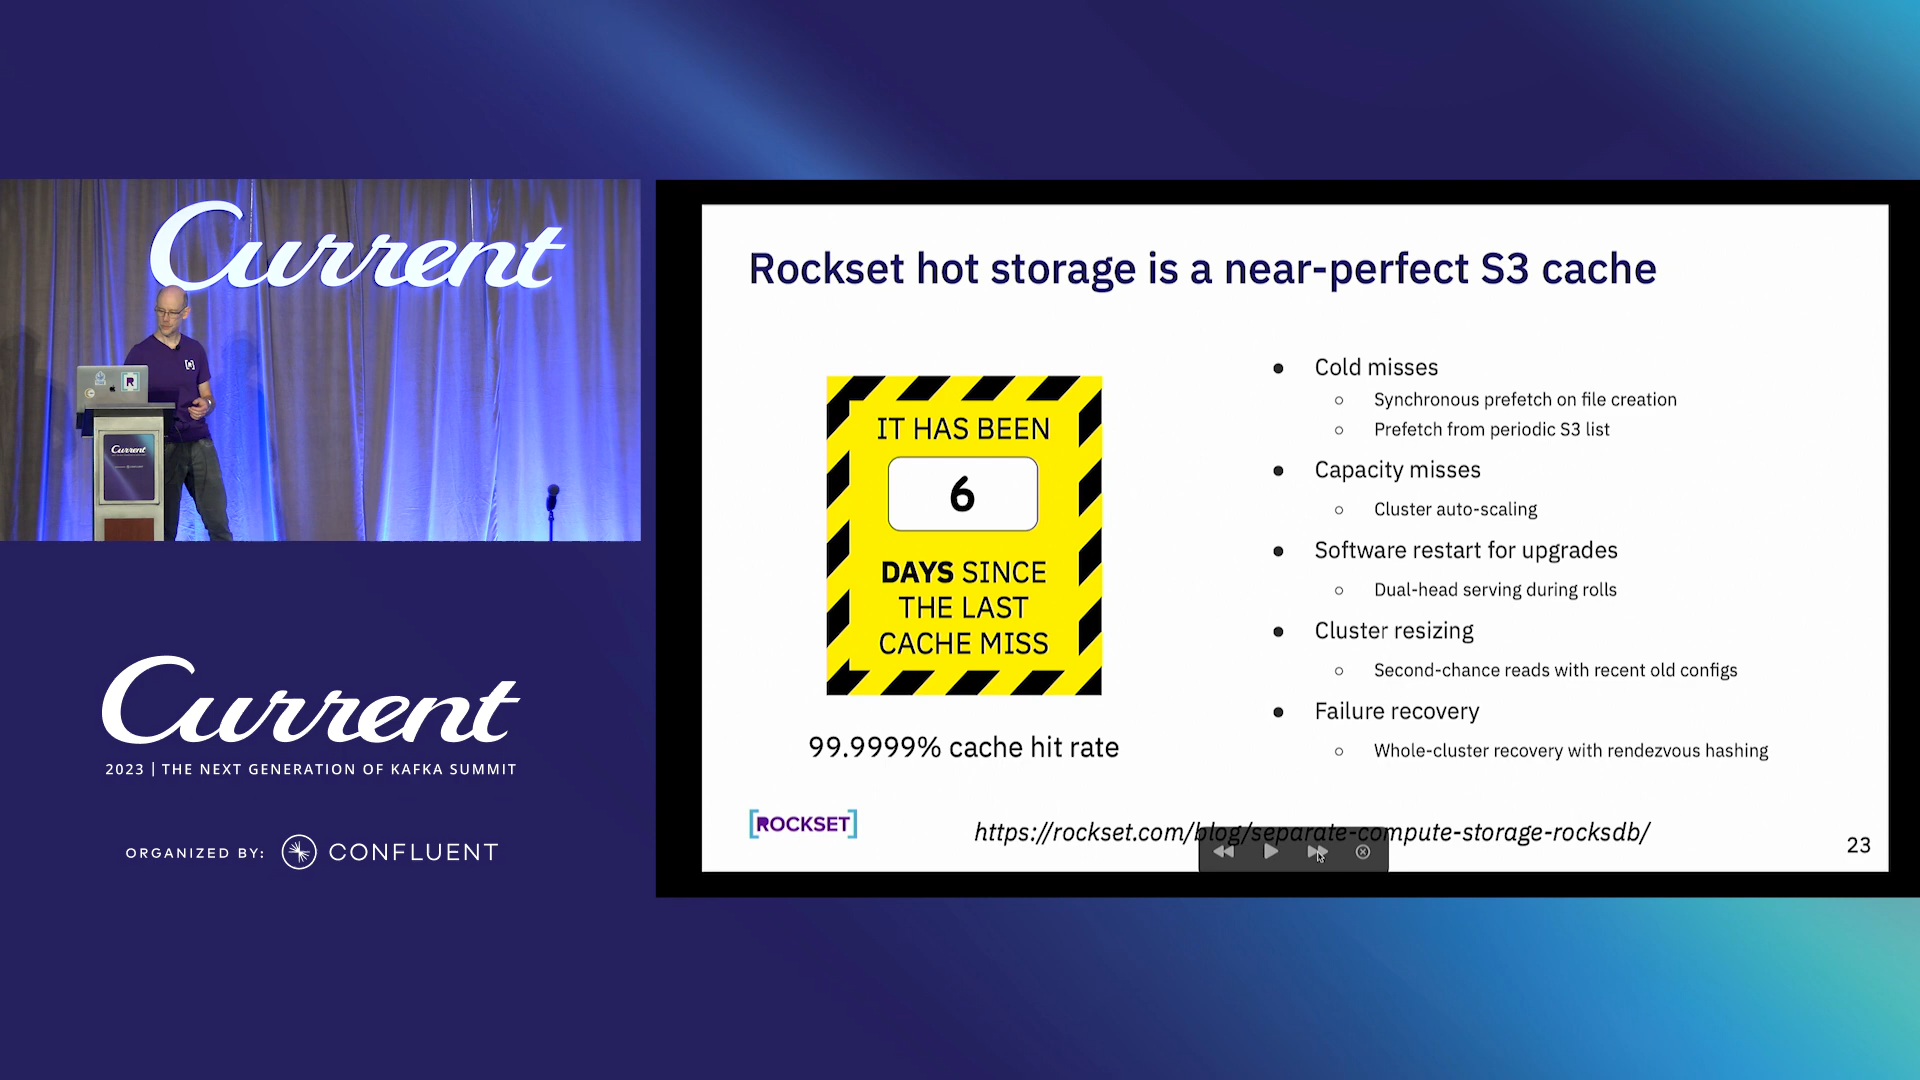 Current
Current
Current
2023 | THE NEXT GENERATION OF KAFKA SUMMIT
ORGANIZED BY: CONFLUENT
Rockset hot storage is a near-perfect S3 cache
IT HAS BEEN
6
DAYS SINCE
THE LAST
CACHE MISS
99.9999% cache hit rate
● Cold misses
○ Synchronous prefetch on file creation
○ Prefetch from periodic S3 list
● Capacity misses
○ Cluster auto-scaling
● Software restart for upgrades
○ Dual-head serving during rolls
● Cluster resizing
○ Second-chance reads with recent old configs
● Failure recovery
○ Whole-cluster recovery with rendezvous hashing
[ROCKSET]
https://rockset.com/blog/separate-compute-storage-rocksdb/
23